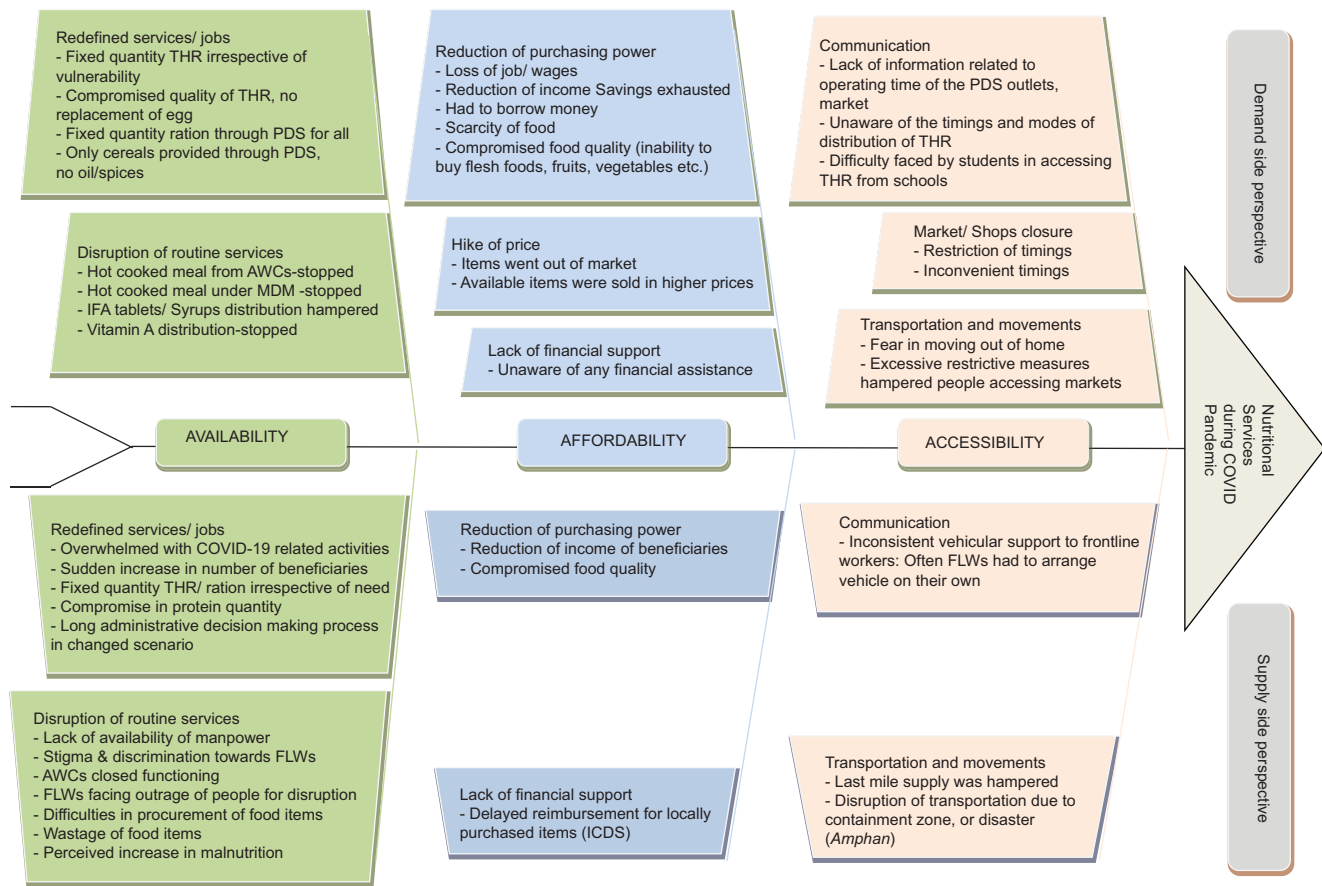 Redefined services/ jobs
- Fixed quantity THR irrespective of
vulnerability
- Compromised quality of THR, no
replacement of egg
- Fixed quantity ration through PDS for all
- Only cereals provided through PDS,
no oil/spices
Disruption of routine services
- Hot cooked meal from AWCs-stopped
- Hot cooked meal under MDM -stopped
- IFA tablets/ Syrups distribution hampered
- Vitamin A distribution-stopped
Reduction of purchasing power
- Loss of job/ wages
- Reduction of income Savings exhausted
- Had to borrow money
- Scarcity of food
- Compromised food quality (inability to
buy flesh foods, fruits, vegetables etc.)
Hike of price
- Items went out of market
- Available items were sold in higher prices
Lack of financial support
- Unaware of any financial assistance
Communication
- Lack of information related to
operating time of the PDS outlets,
market
- Unaware of the timings and modes of
distribution of THR
- Difficulty faced by students in accessing
THR from schools
Market/ Shops closure
- Restriction of timings
- Inconvenient timings
Transportation and movements
- Fear in moving out of home
- Excessive restrictive measures
hampered people accessing markets
Demand side perspective
AVAILABILITY
AFFORDABILITY
ACCESSIBILITY
Nutritional
Services
during COVID
Pandemic
Redefined services/ jobs
- Overwhelmed with COVID-19 related activities
- Sudden increase in number of beneficiaries
- Fixed quantity THR/ ration irrespective of need
- Compromise in protein quantity
- Long administrative decision making process
in changed scenario
Disruption of routine services
- Lack of availability of manpower
- Stigma & discrimination towards FLWs
- AWCs closed functioning
- FLWs facing outrage of people for disruption
- Difficulties in procurement of food items
- Wastage of food items
- Perceived increase in malnutrition
Reduction of purchasing power
- Reduction of income of beneficiaries
- Compromised food quality
Lack of financial support
- Delayed reimbursement for locally
purchased items (ICDS)
Communication
- Inconsistent vehicular support to frontline
workers: Often FLWs had to arrange
vehicle on their own
Transportation and movements
- Last mile supply was hampered
- Disruption of transportation due to
containment zone, or disaster
(Amphan)
Supply side perspective